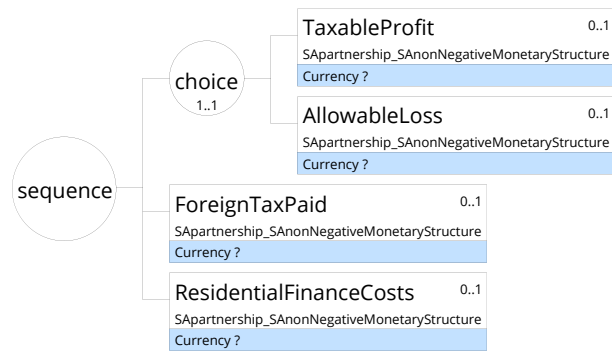 TaxableProfit 0..1
SApartnership_SAnonNegativeMonetaryStructure
Currency ?
choice
1..1
AllowableLoss 0..1
SApartnership_SAnonNegativeMonetaryStructure
Currency ?
sequence
ForeignTaxPaid 0..1
SApartnership_SAnonNegativeMonetaryStructure
Currency ?
ResidentialFinanceCosts 0..1
SApartnership_SAnonNegativeMonetaryStructure
Currency ?